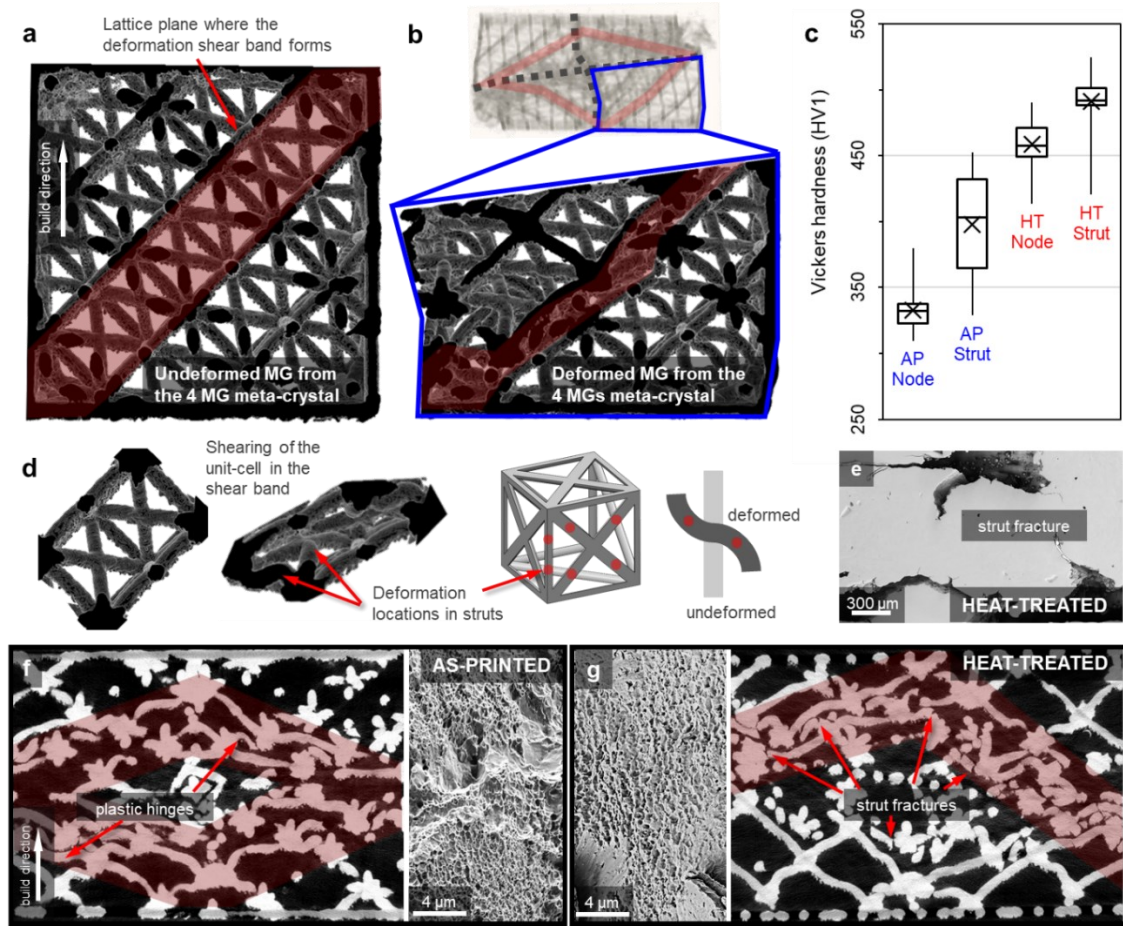 a
Lattice plane where the
deformation shear band forms
build direction
Undeformed MG from
the 4 MG meta-crystal
b
Deformed MG from the
4 MGs meta-crystal
c
Vickers hardness (HV1)
550
450
350
250
AP
Node
AP
Strut
HT
Node
HT
Strut
d
Shearing of the
unit-cell in the
shear band
Deformation
locations in struts
deformed
undeformed
e
strut fracture
300 µm
HEAT-TREATED
f
plastic hinges
build direction
AS-PRINTED
4 µm
g
4 µm
HEAT-TREATED
strut fractures